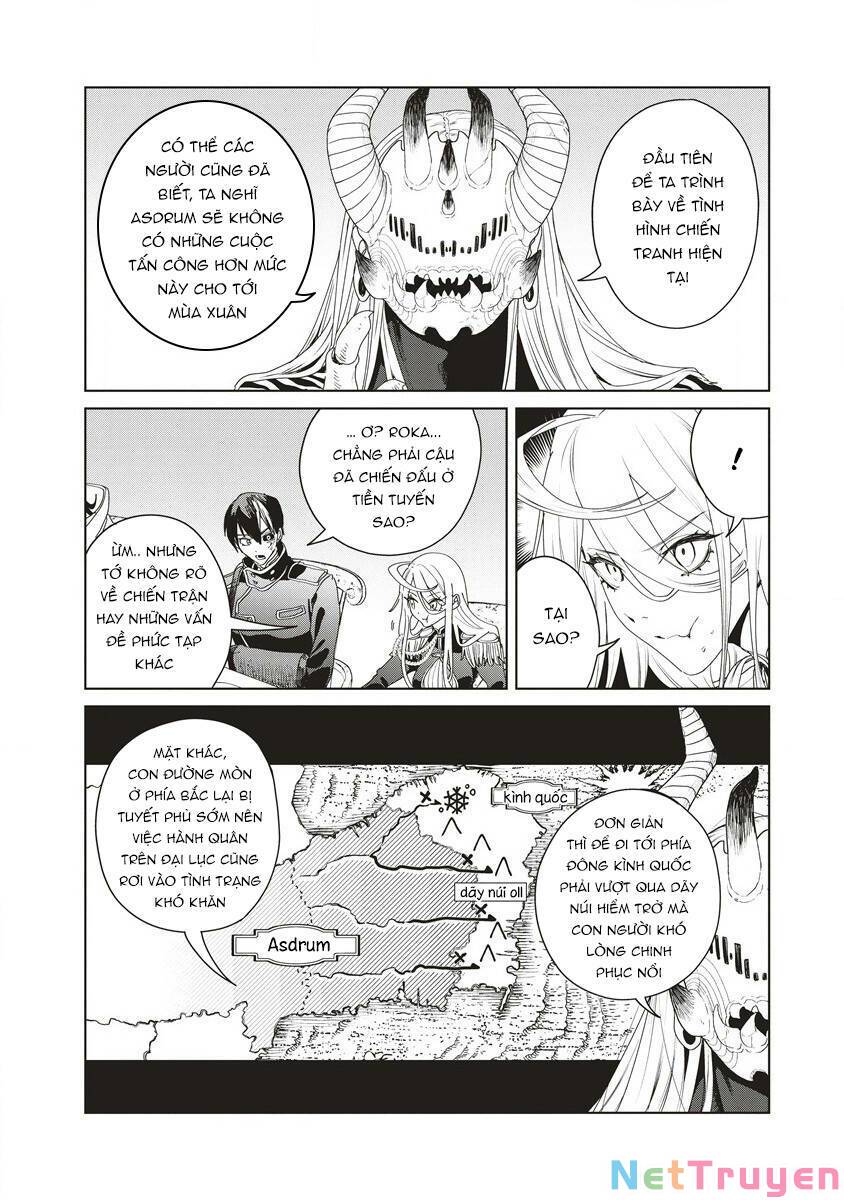 ĐẦU TIÊN
ĐỂ TA TRÌNH
BÀY VỀ TÌNH
HÌNH CHIẾN
TRANH HIỆN
TẠI
CÓ THỂ CÁC
NGƯỜI CŨNG ĐÃ
BIẾT, TA NGHĨ
ASDRUM SẼ KHÔNG
CÓ NHỮNG CUỘC
TẤN CÔNG HƠN MỨC
NÀY CHO TỚI
MÙA XUÂN
!
TẠI
SAO?
... Ơ? ROKA...
CHẲNG PHẢI CẬU
ĐÃ CHIẾN ĐẤU Ở
TIỀN TUYẾN
SAO?
ỪM.. NHƯNG
TỚ KHÔNG RÕ
VỀ CHIẾN TRẬN
HAY NHỮNG VẤN
ĐỀ PHỨC TẠP
KHÁC
ĐƠN GIẢN
THÌ ĐỂ ĐI TỚI PHÍA
ĐÔNG KÌNH QUỐC
PHẢI VƯỢT QUA DÃY
NÚI HIỂM TRỞ MÀ
CON NGƯỜI KHÓ
LÒNG CHINH
PHỤC NỔI
MẶT KHÁC,
CON ĐƯỜNG MÒN
Ở PHÍA BẮC LẠI BỊ
TUYẾT PHỦ SỚM NÊN
VIỆC HÀNH QUÂN
TRÊN ĐẠI LỤC CŨNG
RƠI VÀO TÌNH TRẠNG
KHÓ KHĂN
kình quốc
dãy núi oll
Asdrum
NetTruyen